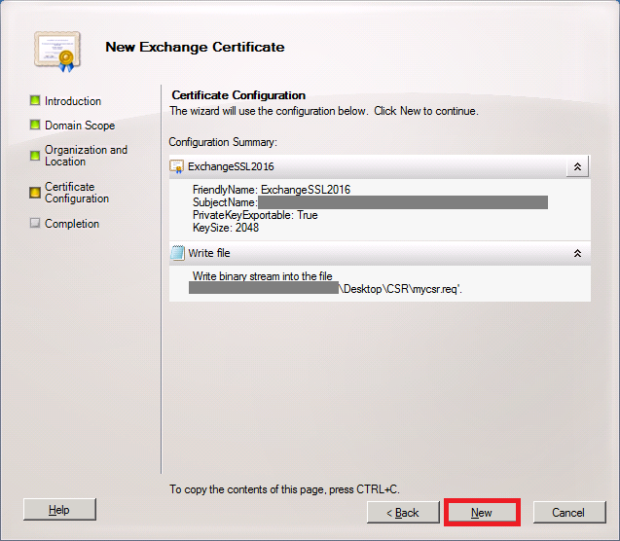 New Exchange Certificate
Introduction
Domain Scope
Organization and
Location
Certificate
Configuration
Completion
Certificate Configuration
The wizard will use the configuration below. Click New to continue.
Configuration Summary:
ExchangeSSL2016
FriendlyName: ExchangeSSL2016
SubjectName:
PrivateKeyExportable: True
KeySize: 2048
Write file
Write binary stream into the file
\Desktop\CSR\mycsr.req'.
To copy the contents of this page, press CTRL+C.
Help
< Back
New
Cancel